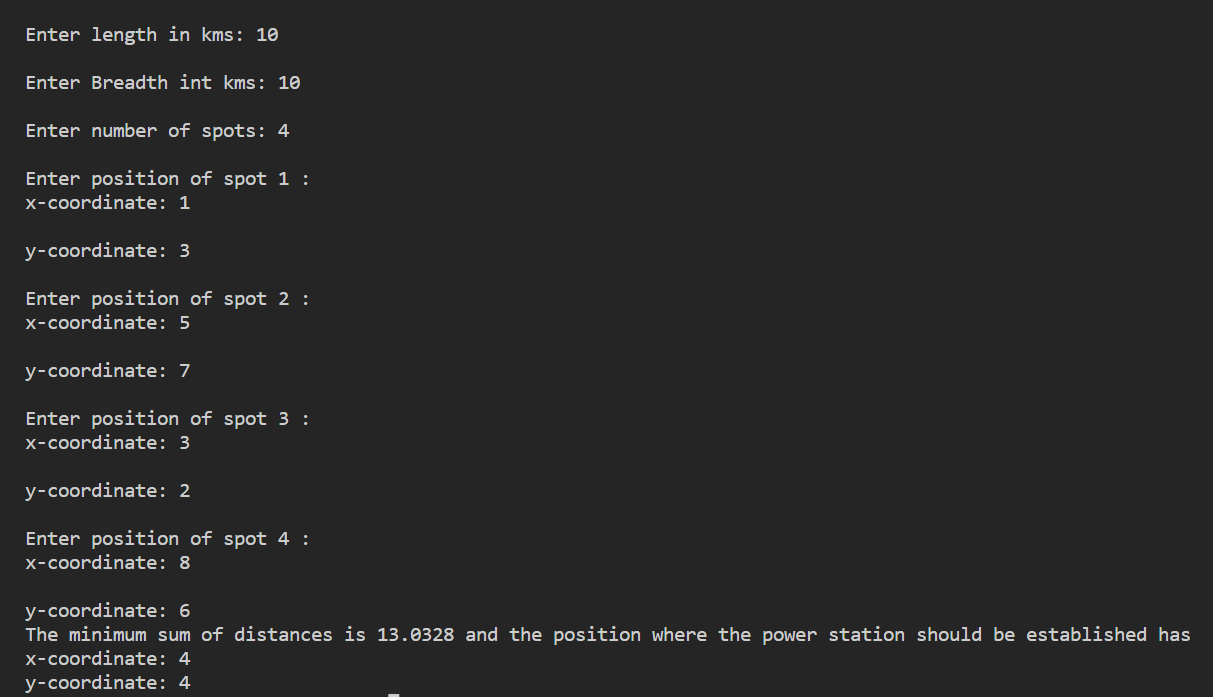 Enter length in kms: 10
Enter Breadth int kms: 10
Enter number of spots: 4
Enter position of spot 1 :
x-coordinate: 1
y-coordinate: 3
Enter position of spot 2 :
x-coordinate: 5
y-coordinate: 7
Enter position of spot 3 :
x-coordinate: 3
y-coordinate: 2
Enter position of spot 4 :
x-coordinate: 8
y-coordinate: 6
The minimum sum of distances is 13.0328 and the position where the power station should be established has
x-coordinate: 4
y-coordinate: 4